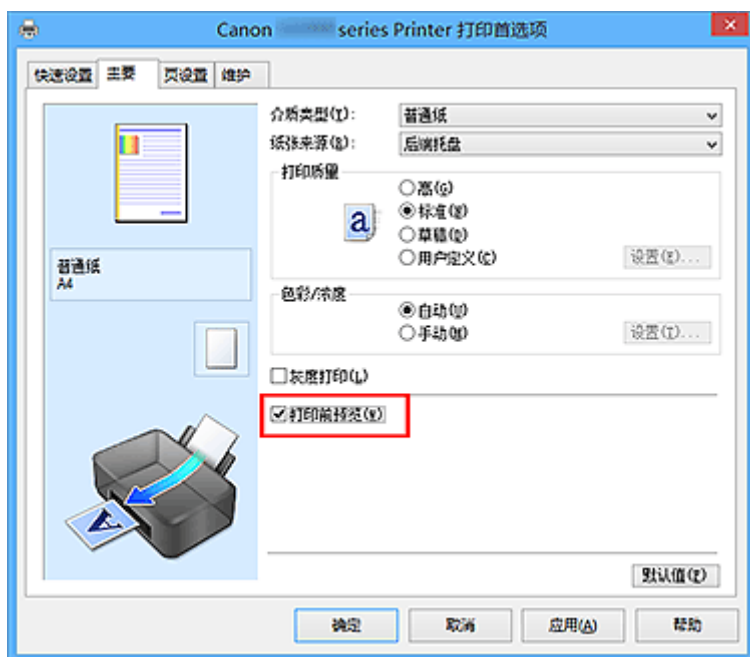 Canon series Printer 打印首选项
快速设置 主要 页设置 维护
介质类型(T): 普通纸
纸张来源(B): 后端托盘
打印质量
a
高(G)
标准(N)
草稿(D)
用户定义(C) 设置(E)...
普通纸
A4
色彩/浓度
自动(U)
手动(M) 设置(I)...
灰度打印(L)
打印前预览(V)
A
默认值(F)
确定 取消 应用(A) 帮助